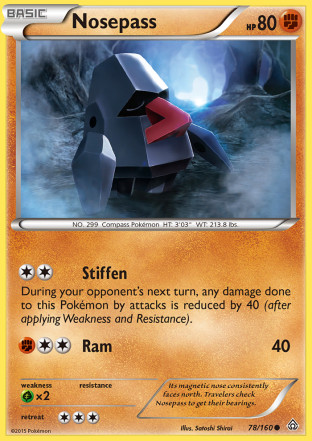 BASIC
Nosepass
HP80
NO. 299 Compass Pokémon HT: 3'03" WT: 213.8 lbs.
Stiffen
During your opponent's next turn, any damage done
to this Pokémon by attacks is reduced by 40 (after
applying Weakness and Resistance).
Ram 40
weakness
resistance
×2
retreat
Its magnetic nose consistently
faces north. Travelers check
Nosepass to get their bearings.
Illus. Satoshi Shirai
78/160
©2015 Pokémon